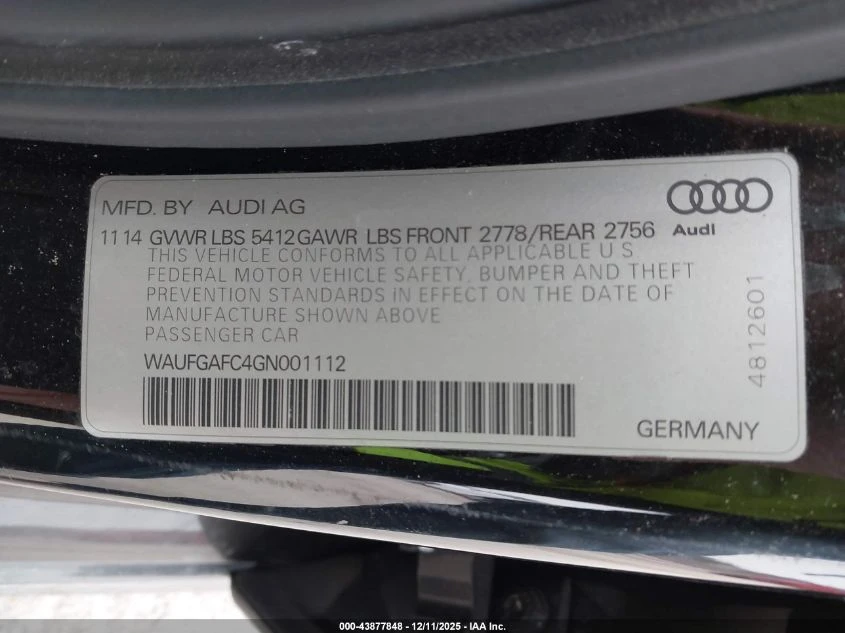 MFD. BY AUDI AG
11 14 GVWR LBS 5412 GAWR LBS FRONT 2778/REAR 2756
Audi
THIS VEHICLE CONFORMS TO ALL APPLICABLE U S
FEDERAL MOTOR VEHICLE SAFETY, BUMPER AND THEFT
PREVENTION STANDARDS IN EFFECT ON THE DATE OF
MANUFACTURE SHOWN ABOVE
PASSENGER CAR
WAUFGAFC4GN001112
4812601
GERMANY
000-43877848 - 12/11/2025 - IAA Inc.